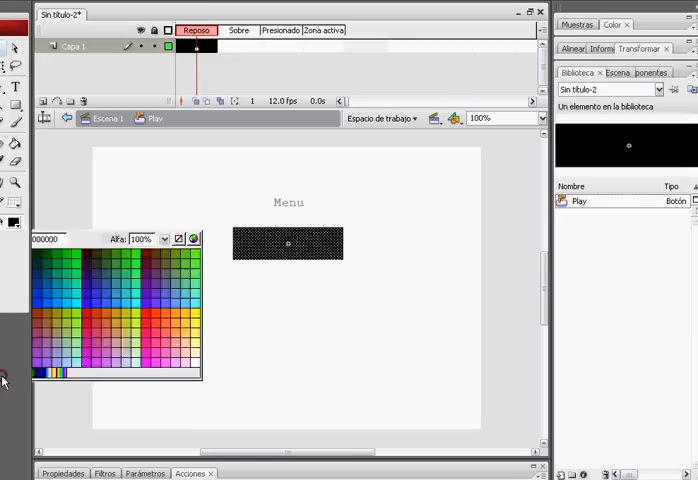 Sin título-2*
Muestras Color
Reposo Sobre Presionado Zona activa
Capa 1
Alinear Inform Transformar
Biblioteca Escena ponentes
Sin título-2
Un elemento en la biblioteca
1 12.0 fps 0.0s
Escena 1 Play Espacio de trabajo 100%
Nombre Tipo
Play Botón
Menu
000000 Alfa: 100%
Propiedades Filtros Parámetros Acciones